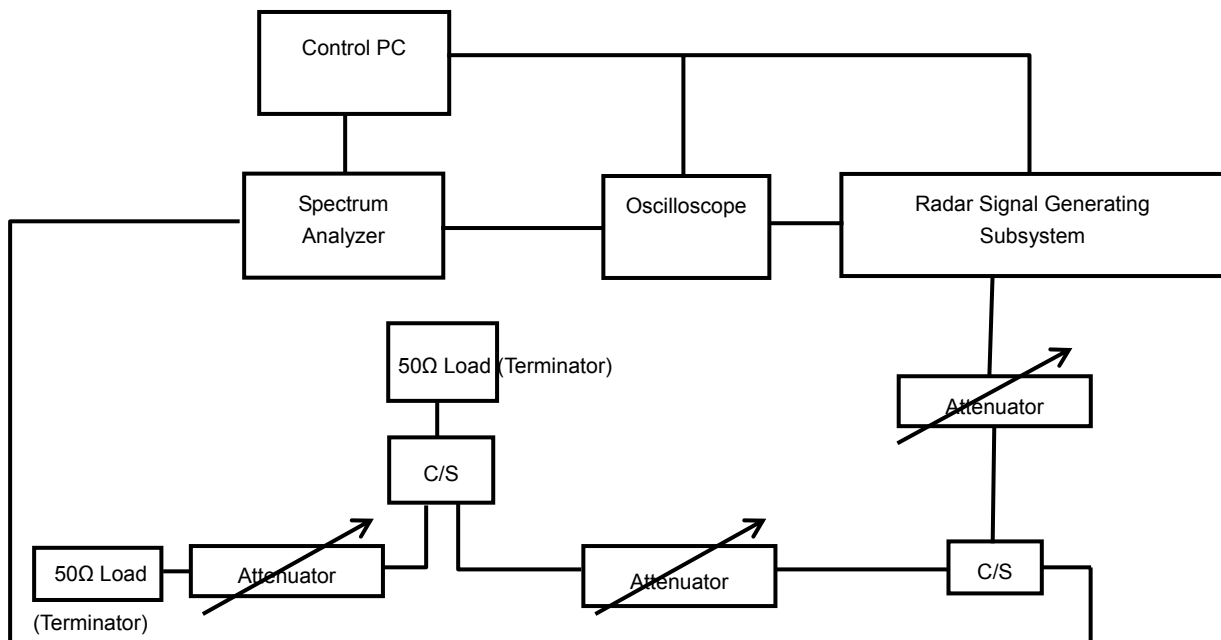 Control PC
Spectrum
Analyzer
Oscilloscope
Radar Signal Generating
Subsystem
50Ω Load (Terminator)
Attenuator
C/S
50Ω Load
(Terminator)
Attenuator
Attenuator
C/S